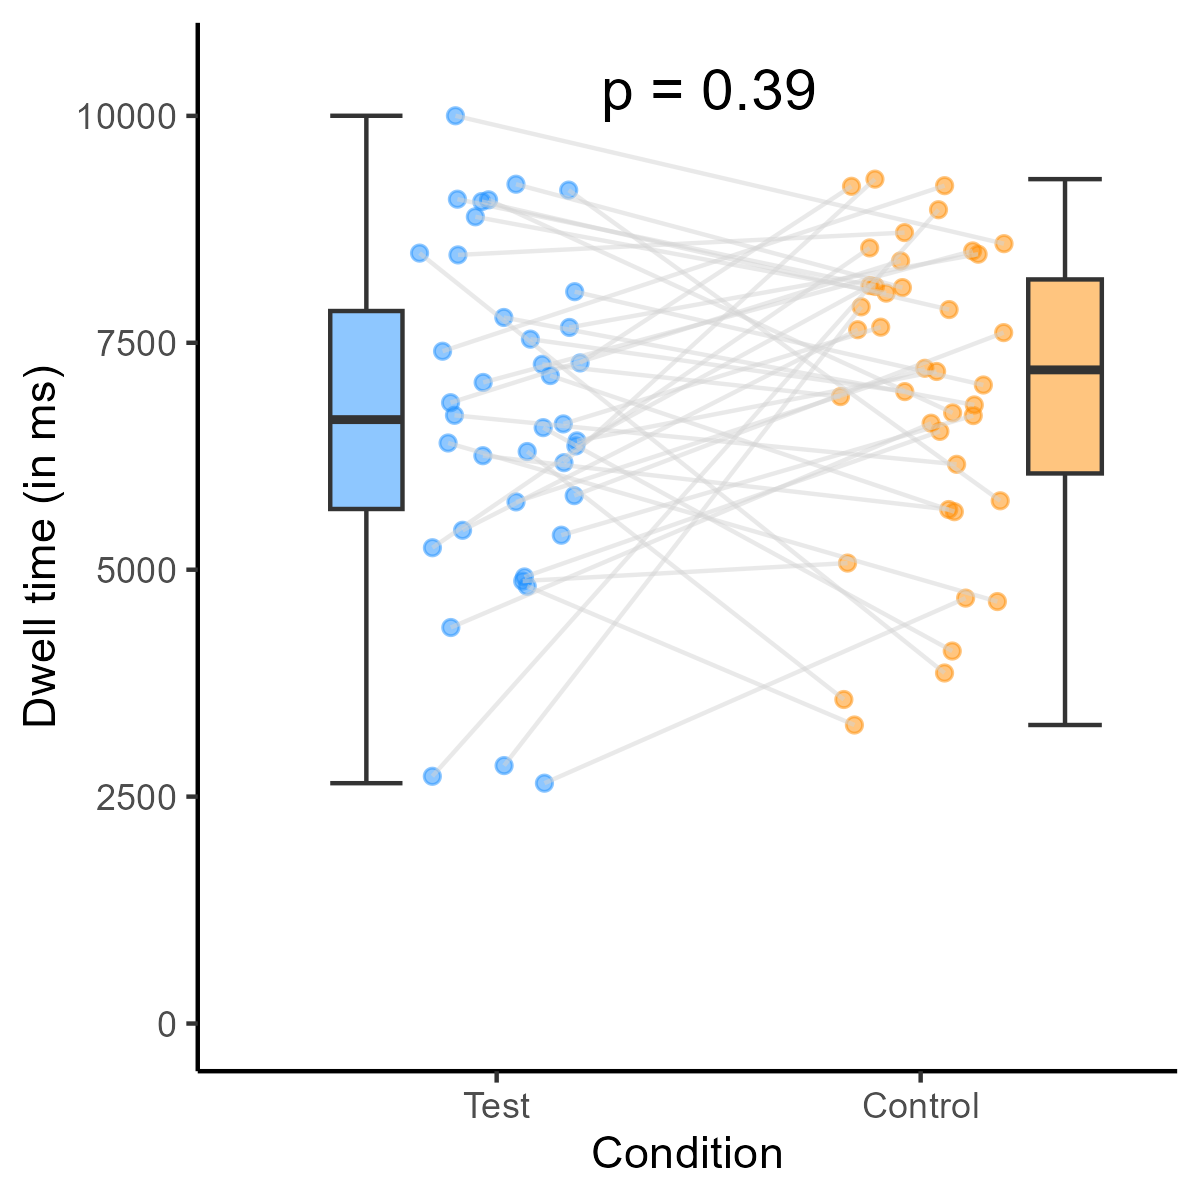 p = 0.39
10000
7500
5000
2500
0
Dwell time (in ms)
Test
Control
Condition